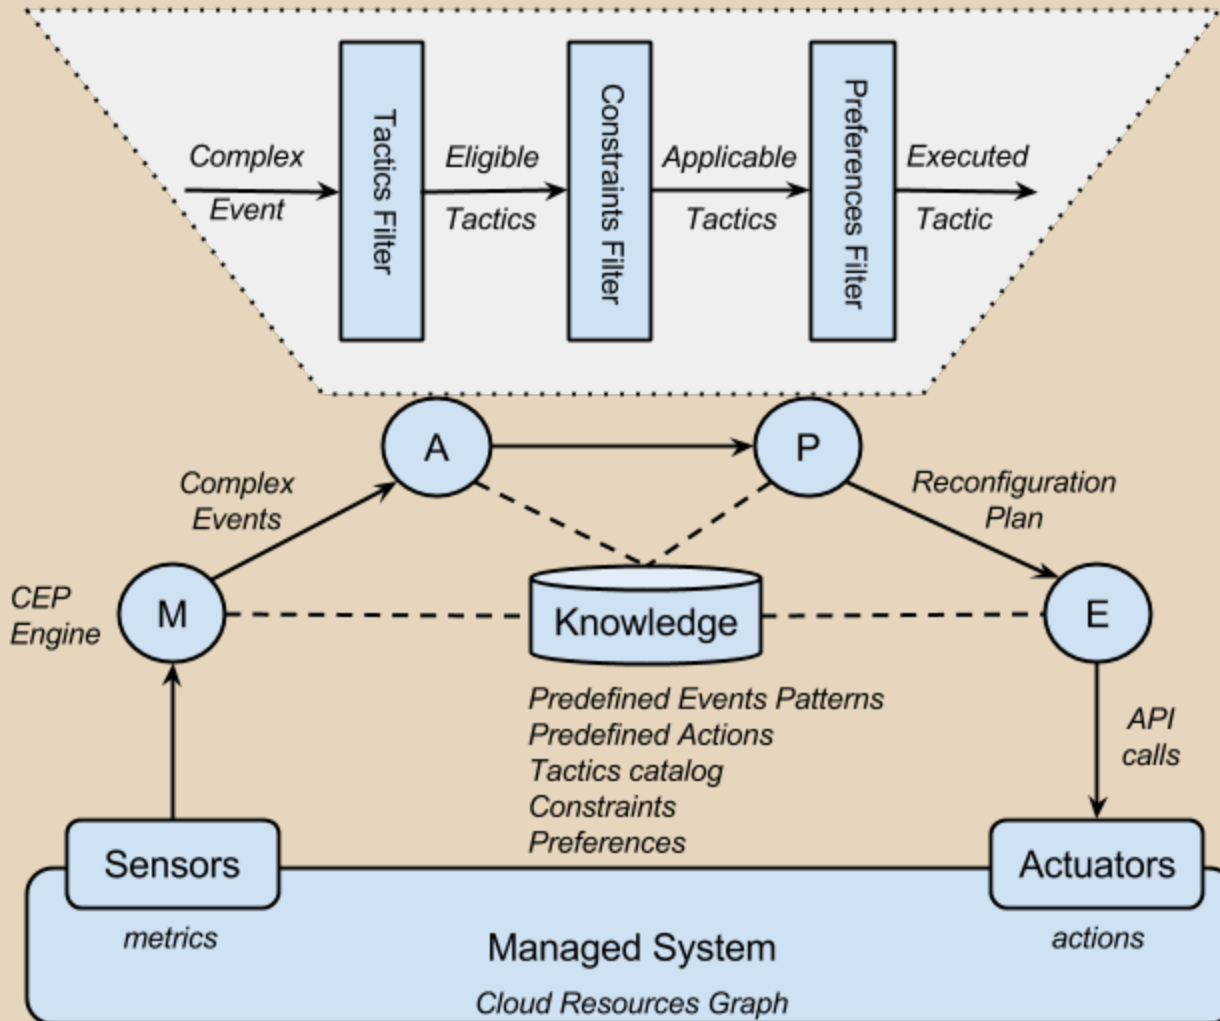 Complex
Event
Tactics Filter
Eligible
Tactics
Constraints Filter
Applicable
Tactics
Preferences Filter
Executed
Tactic
A
P
Complex
Events
Reconfiguration
Plan
CEP
Engine
M
Knowledge
E
Predefined Events Patterns
Predefined Actions
Tactics catalog
Constraints
Preferences
API
calls
Sensors
Actuators
metrics
actions
Managed System
Cloud Resources Graph